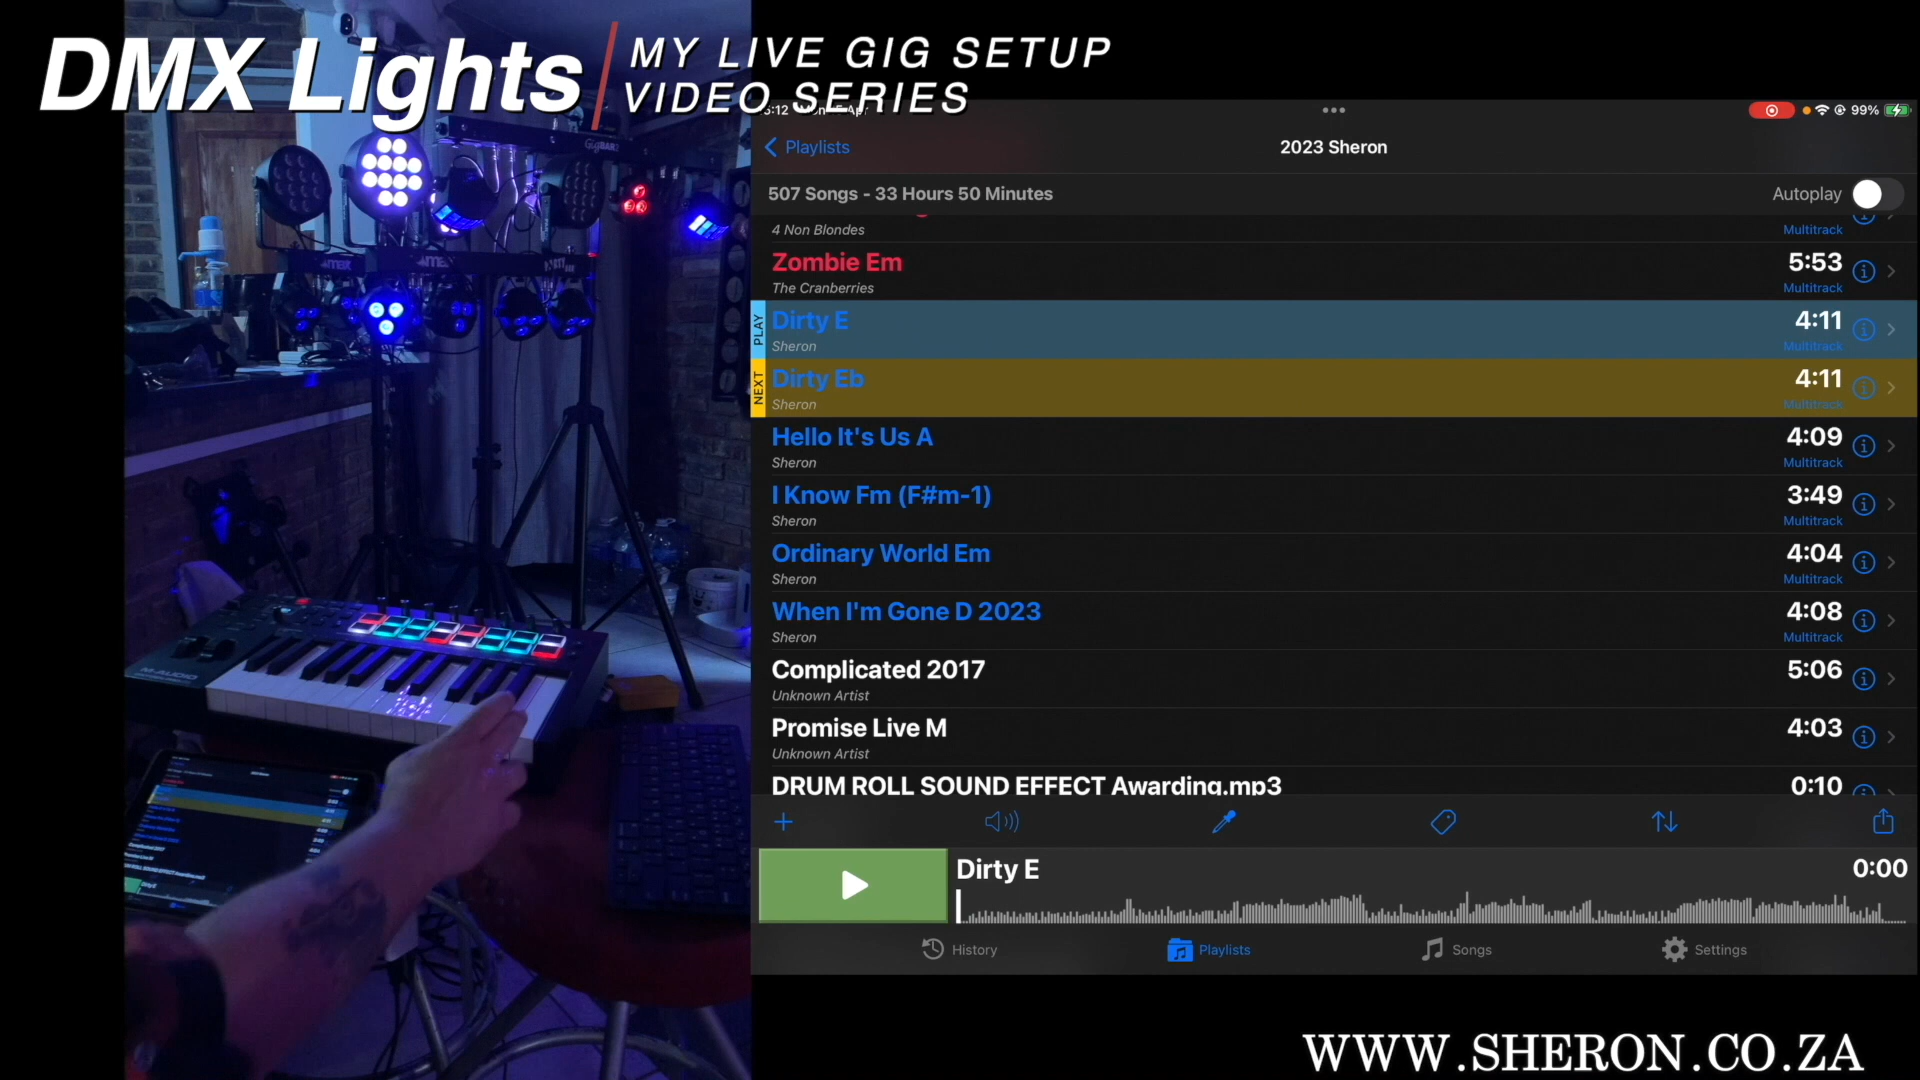 DMX Lights
MY LIVE GIG SETUP
VIDEO SERIES
99%
Playlists
2023 Sheron
507 Songs - 33 Hours 50 Minutes
Autoplay
4 Non Blondes
Multitrack
Zombie Em
5:53
The Cranberries
Multitrack
PLAY
Dirty E
4:11
Sheron
Multitrack
NEXT
Dirty Eb
4:11
Sheron
Multitrack
Hello It's Us A
4:09
Sheron
Multitrack
I Know Fm (F#m-1)
3:49
Sheron
Multitrack
Ordinary World Em
4:04
Sheron
Multitrack
When I'm Gone D 2023
4:08
Sheron
Multitrack
Complicated 2017
5:06
Unknown Artist
Promise Live M
4:03
Unknown Artist
DRUM ROLL SOUND EFFECT Awarding.mp3
0:10
Dirty E
0:00
History
Playlists
Songs
Settings
M-AUDIO
GigBAR2
WWW.SHERON.CO.ZA